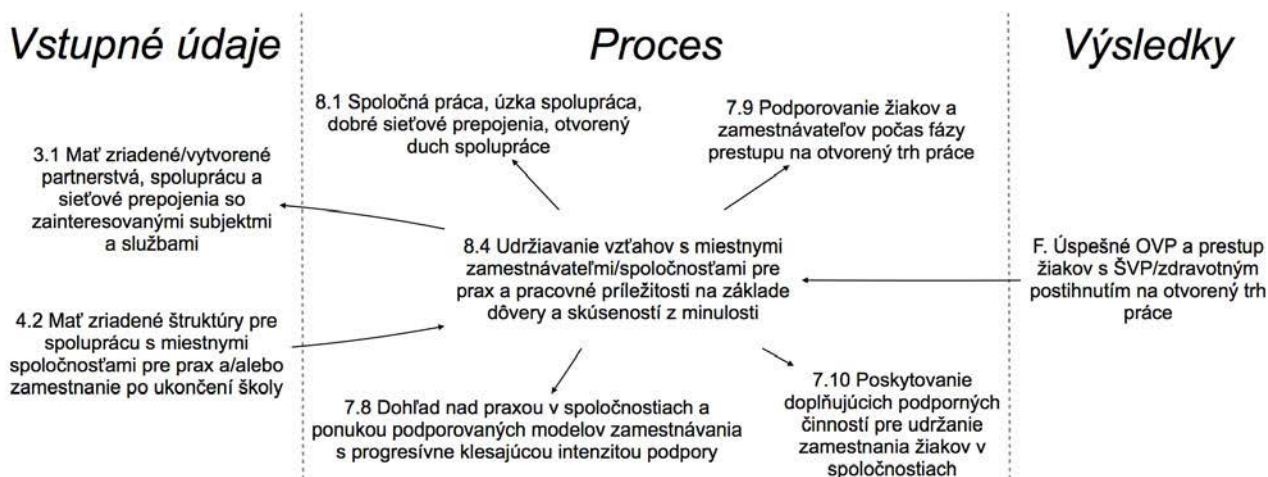 Vstupné údaje
Proces
Výsledky
8.1 Spoločná práca, úzka spolupráca,
dobré sieťové prepojenia, otvorený
duch spolupráce
7.9 Podporovanie žiakov a
zamestnávateľov počas fázy
prestupu na otvorený trh práce
3.1 Mať zriadené/vytvorené
partnerstvá, spoluprácu a
sieťové prepojenia so
zainteresovanými subjektmi
a službami
8.4 Udržiavanie vzťahov s miestnymi
zamestnávateľmi/spoločnosťami pre
prax a pracovné príležitosti na základe
dôvery a skúseností z minulosti
F. Úspešné OVP a prestup
žiakov s ŠVP/zdravotným
postihnutím na otvorený trh
práce
4.2 Mať zriadené štruktúry pre
spoluprácu s miestnymi
spoločnosťami pre prax a/alebo
zamestnanie po ukončení školy
7.8 Dohľad nad praxou v spoločnostiach a
ponukou podporovaných modelov zamestnávania
s progresívne klesajúcou intenzitou podpory
7.10 Poskytovanie
doplňujúcich podporných
činností pre udržanie
zamestnania žiakov v
spoločnostiach